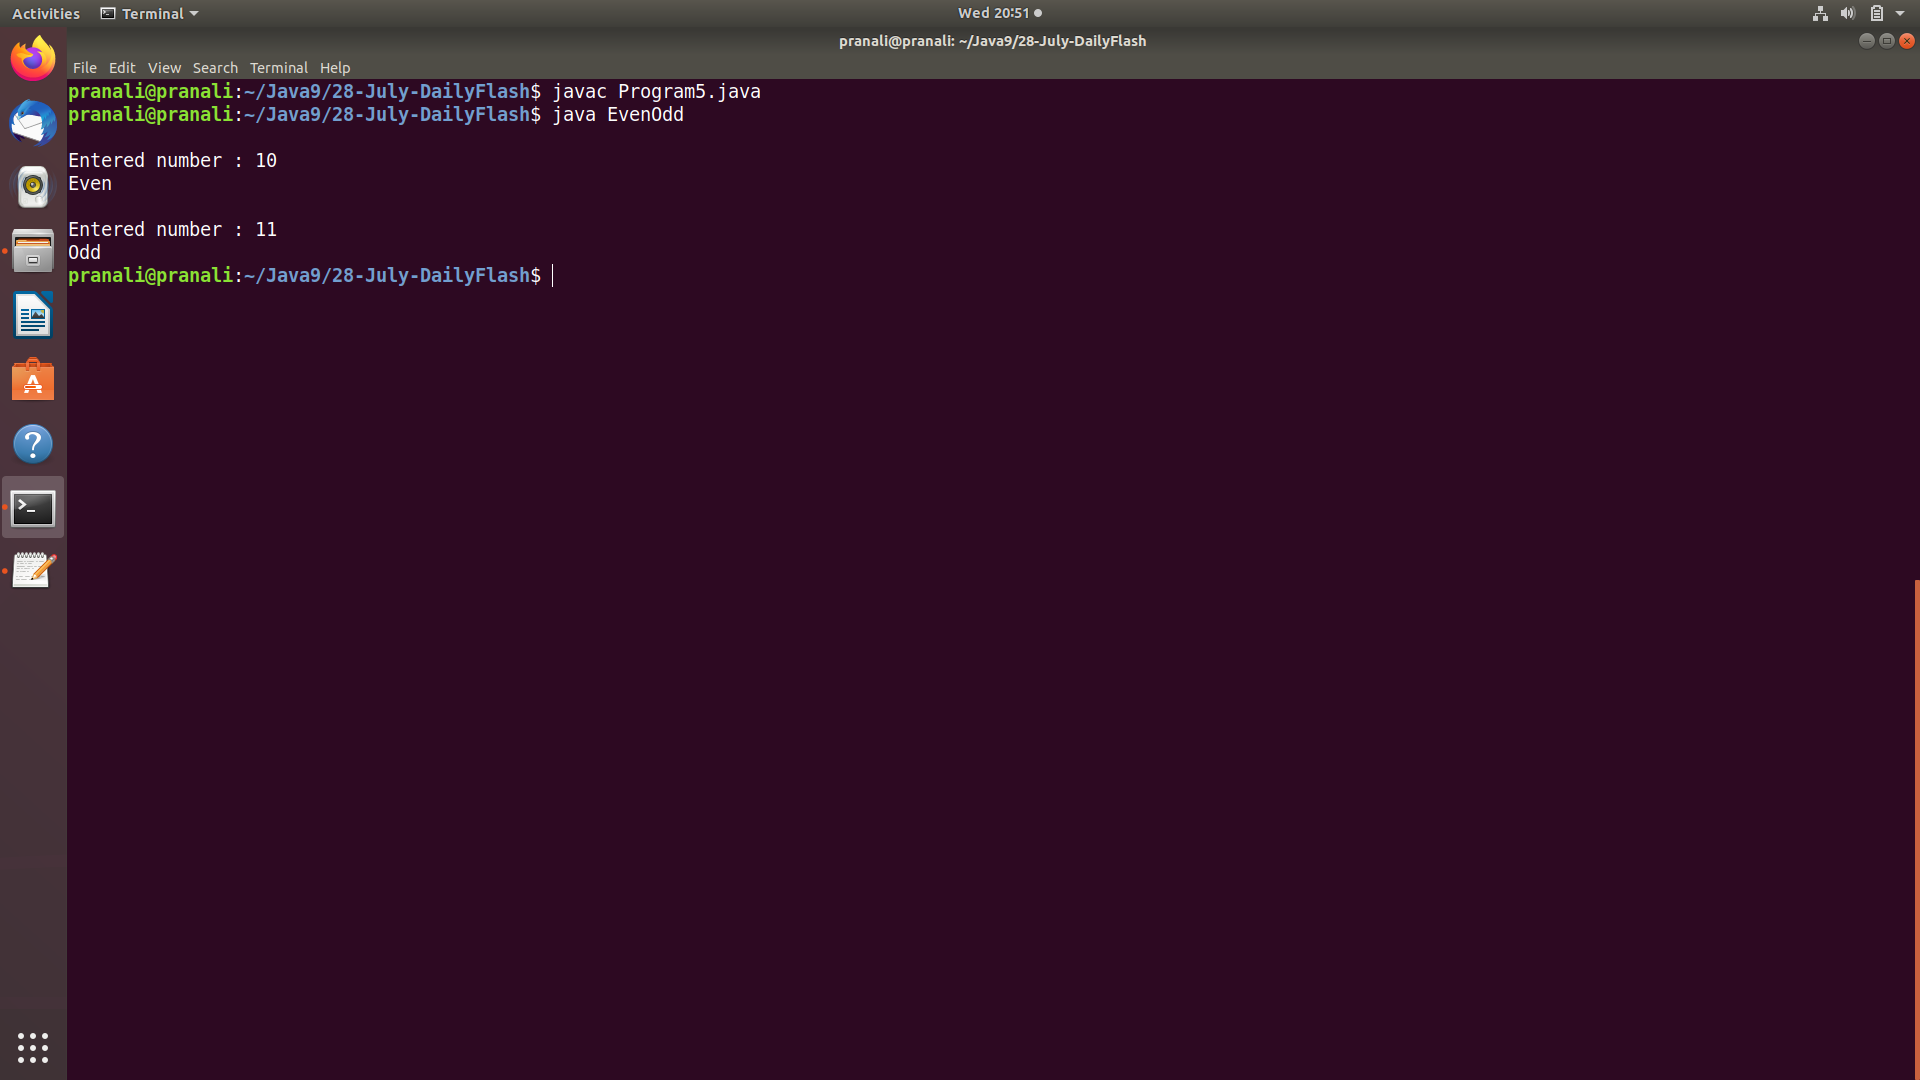 Activities Terminal Wed 20:51
pranali@pranali: ~/Java9/28-July-DailyFlash
File Edit View Search Terminal Help
pranali@pranali:~/Java9/28-July-DailyFlash$ javac Program5.java
pranali@pranali:~/Java9/28-July-DailyFlash$ java EvenOdd
Entered number : 10
Even
Entered number : 11
Odd
pranali@pranali:~/Java9/28-July-DailyFlash$